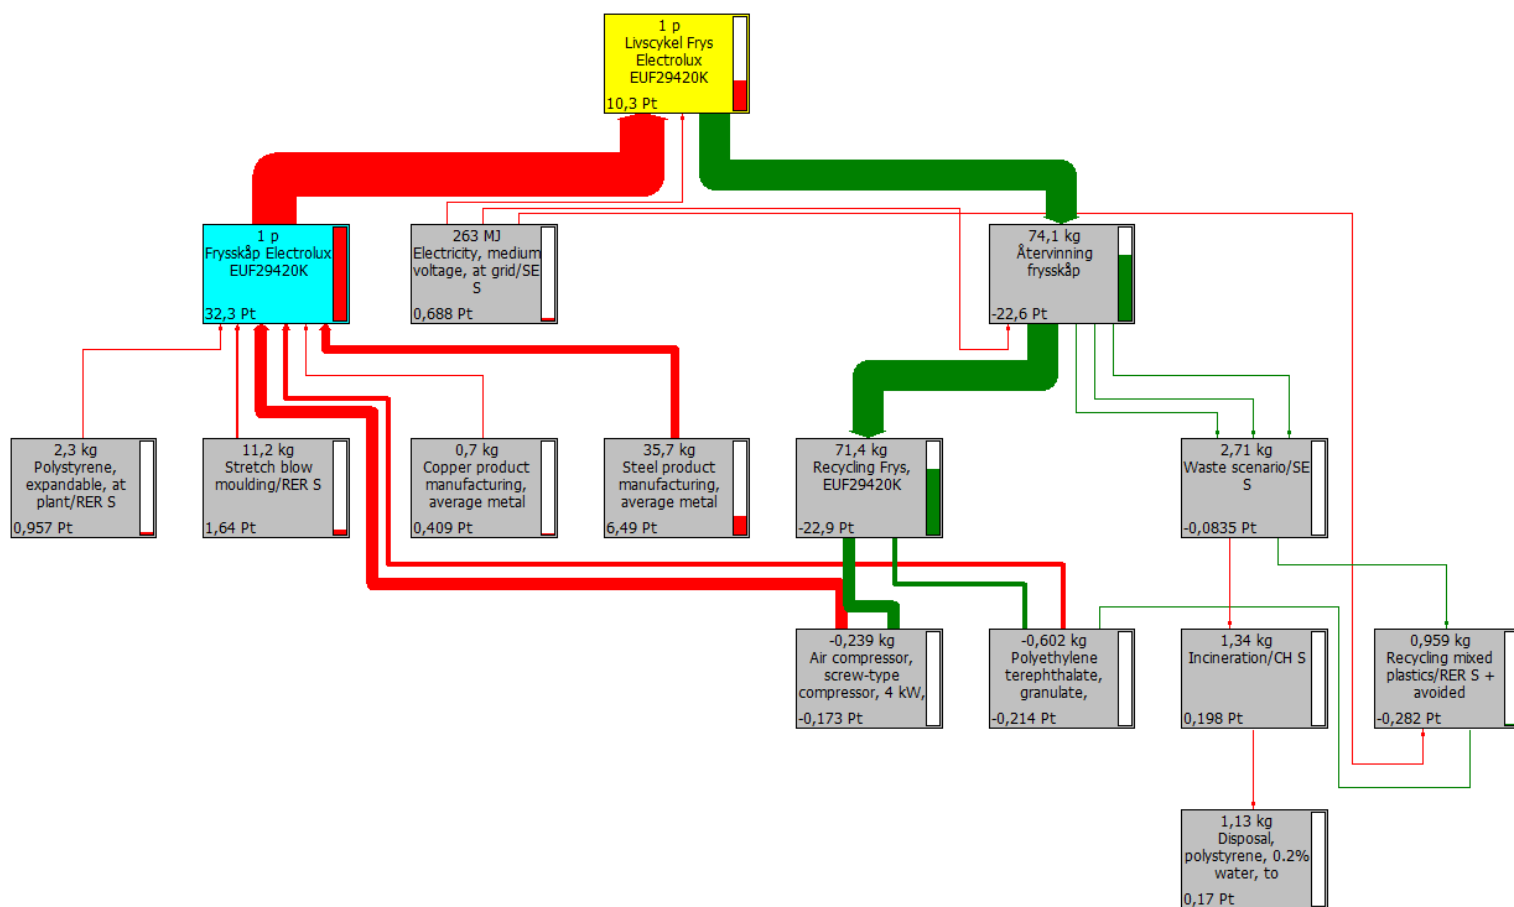 1 p
Livscykel Frys
Electrolux
EUF29420K
10,3 Pt
1 p
Frysskåp Electrolux
EUF29420K
32,3 Pt
263 MJ
Electricity, medium
voltage, at grid/SE
S
0,688 Pt
74,1 kg
Återvinning
frysskåp
-22,6 Pt
2,3 kg
Polystyrene,
expandable, at
plant/RER S
0,957 Pt
11,2 kg
Stretch blow
moulding/RER S
1,64 Pt
0,7 kg
Copper product
manufacturing,
average metal
0,409 Pt
35,7 kg
Steel product
manufacturing,
average metal
6,49 Pt
71,4 kg
Recycling Frys,
EUF29420K
-22,9 Pt
2,71 kg
Waste scenario/SE
S
-0,0835 Pt
-0,239 kg
Air compressor,
screw-type
compressor, 4 kW,
-0,173 Pt
-0,602 kg
Polyethylene
terephthalate,
granulate,
-0,214 Pt
1,34 kg
Incineration/CH S
0,198 Pt
0,959 kg
Recycling mixed
plastics/RER S +
avoided
-0,282 Pt
1,13 kg
Disposal,
polystyrene, 0.2%
water, to
0,17 Pt